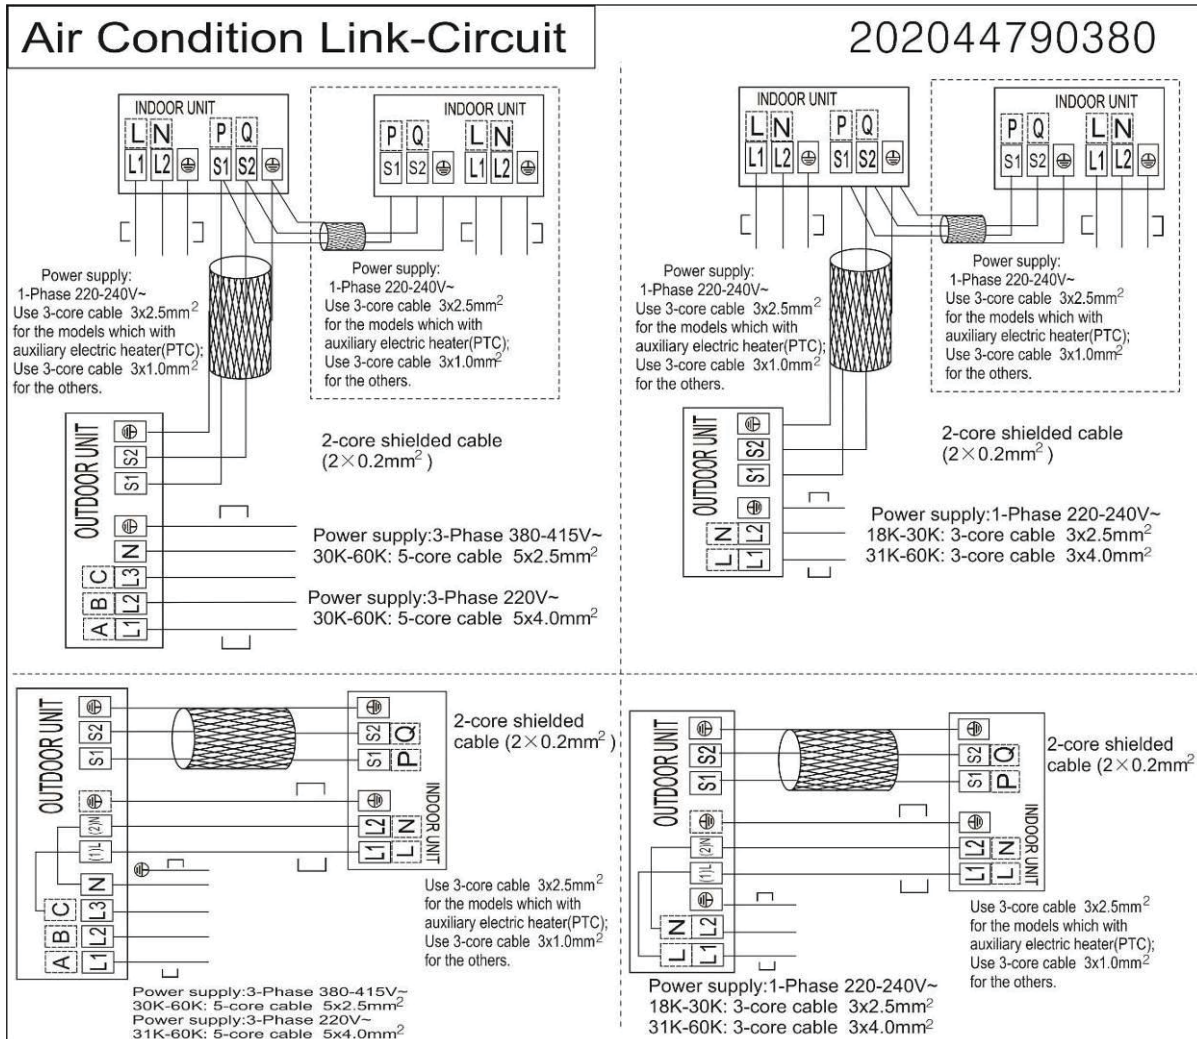 Air Condition Link-Circuit
202044790380
INDOOR UNIT
L N P Q
L1 L2 S1 S2
INDOOR UNIT
P Q L N
S1 S2 L1 L2
Power supply:
1-Phase 220-240V~
Use 3-core cable 3x2.5mm²
for the models which with
auxiliary electric heater(PTC);
Use 3-core cable 3x1.0mm²
for the others.
Power supply:
1-Phase 220-240V~
Use 3-core cable 3x2.5mm²
for the models which with
auxiliary electric heater(PTC);
Use 3-core cable 3x1.0mm²
for the others.
OUTDOOR UNIT
S2
S1
N
C L3
B L2
A L1
2-core shielded cable
(2×0.2mm²)
Power supply:3-Phase 380-415V~
30K-60K: 5-core cable 5x2.5mm²
Power supply:3-Phase 220V~
30K-60K: 5-core cable 5x4.0mm²
INDOOR UNIT
L N P Q
L1 L2 S1 S2
INDOOR UNIT
P Q L N
S1 S2 L1 L2
Power supply:
1-Phase 220-240V~
Use 3-core cable 3x2.5mm²
for the models which with
auxiliary electric heater(PTC);
Use 3-core cable 3x1.0mm²
for the others.
Power supply:
1-Phase 220-240V~
Use 3-core cable 3x2.5mm²
for the models which with
auxiliary electric heater(PTC);
Use 3-core cable 3x1.0mm²
for the others.
OUTDOOR UNIT
S2
S1
N L2
L L1
2-core shielded cable
(2×0.2mm²)
Power supply:1-Phase 220-240V~
18K-30K: 3-core cable 3x2.5mm²
31K-60K: 3-core cable 3x4.0mm²
OUTDOOR UNIT
S2
S1
(2)N
(1)L
N
C L3
B L2
A L1
S2 Q
S1 P
L2 N
L1 L
INDOOR UNIT
2-core shielded
cable (2×0.2mm²)
Use 3-core cable 3x2.5mm²
for the models which with
auxiliary electric heater(PTC);
Use 3-core cable 3x1.0mm²
for the others.
Power supply:3-Phase 380-415V~
30K-60K: 5-core cable 5x2.5mm²
Power supply:3-Phase 220V~
31K-60K: 5-core cable 5x4.0mm²
OUTDOOR UNIT
S2
S1
(2)N
(1)L
N L2
L L1
S2 Q
S1 P
L2 N
L1 L
INDOOR UNIT
2-core shielded
cable (2×0.2mm²
Use 3-core cable 3x2.5mm²
for the models which with
auxiliary electric heater(PTC);
Use 3-core cable 3x1.0mm²
for the others.
Power supply:1-Phase 220-240V~
18K-30K: 3-core cable 3x2.5mm²
31K-60K: 3-core cable 3x4.0mm²